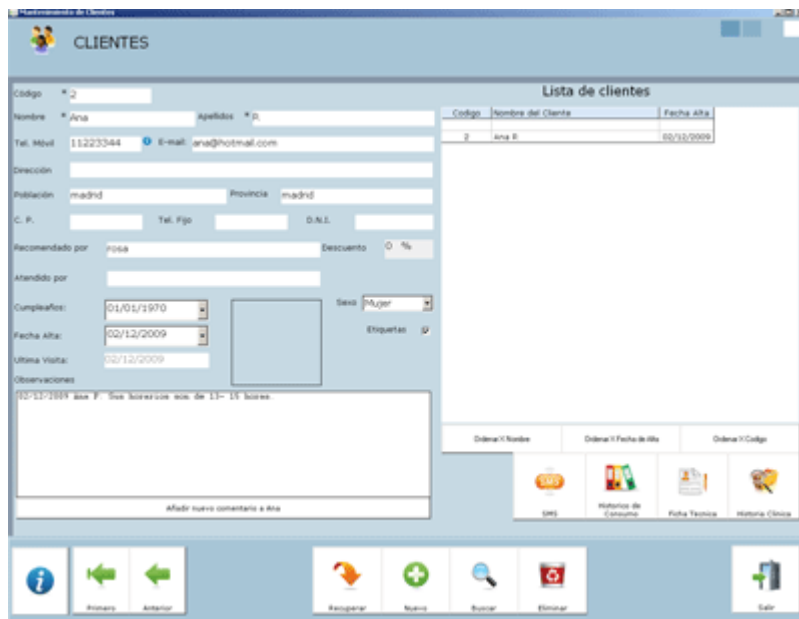 Mantenimiento de Clientes
CLIENTES
Código * 2
Nombre * Ana Apellidos * P.
Tel. Móvil 11223344 E-mail: ana@hotmail.com
Dirección
Población madrid Provincia madrid
C. P. Tel. Fijo D.N.I.
Recomendado por rosa Descuento 0 %
Atendido por
Cumpleaños: 01/01/1970 Sexo Mujer
Fecha Alta: 02/12/2009 Etiquetas
Ultima Visita: 02/12/2009
Observaciones
02/12/2009 Ana P. Sus horarios son de 13- 15 horas.
Añadir nuevo comentario a Ana
Lista de clientes
Codigo Nombre del Cliente Fecha Alta
2 Ana P. 02/12/2009
Ordenar X Nombre Ordenar X Fecha de Alta Ordenar X Codigo
SMS
SMS Historico de Consumo Ficha Tecnica Historia Clinica
Primero Anterior Recuperar Nuevo Buscar Eliminar Salir